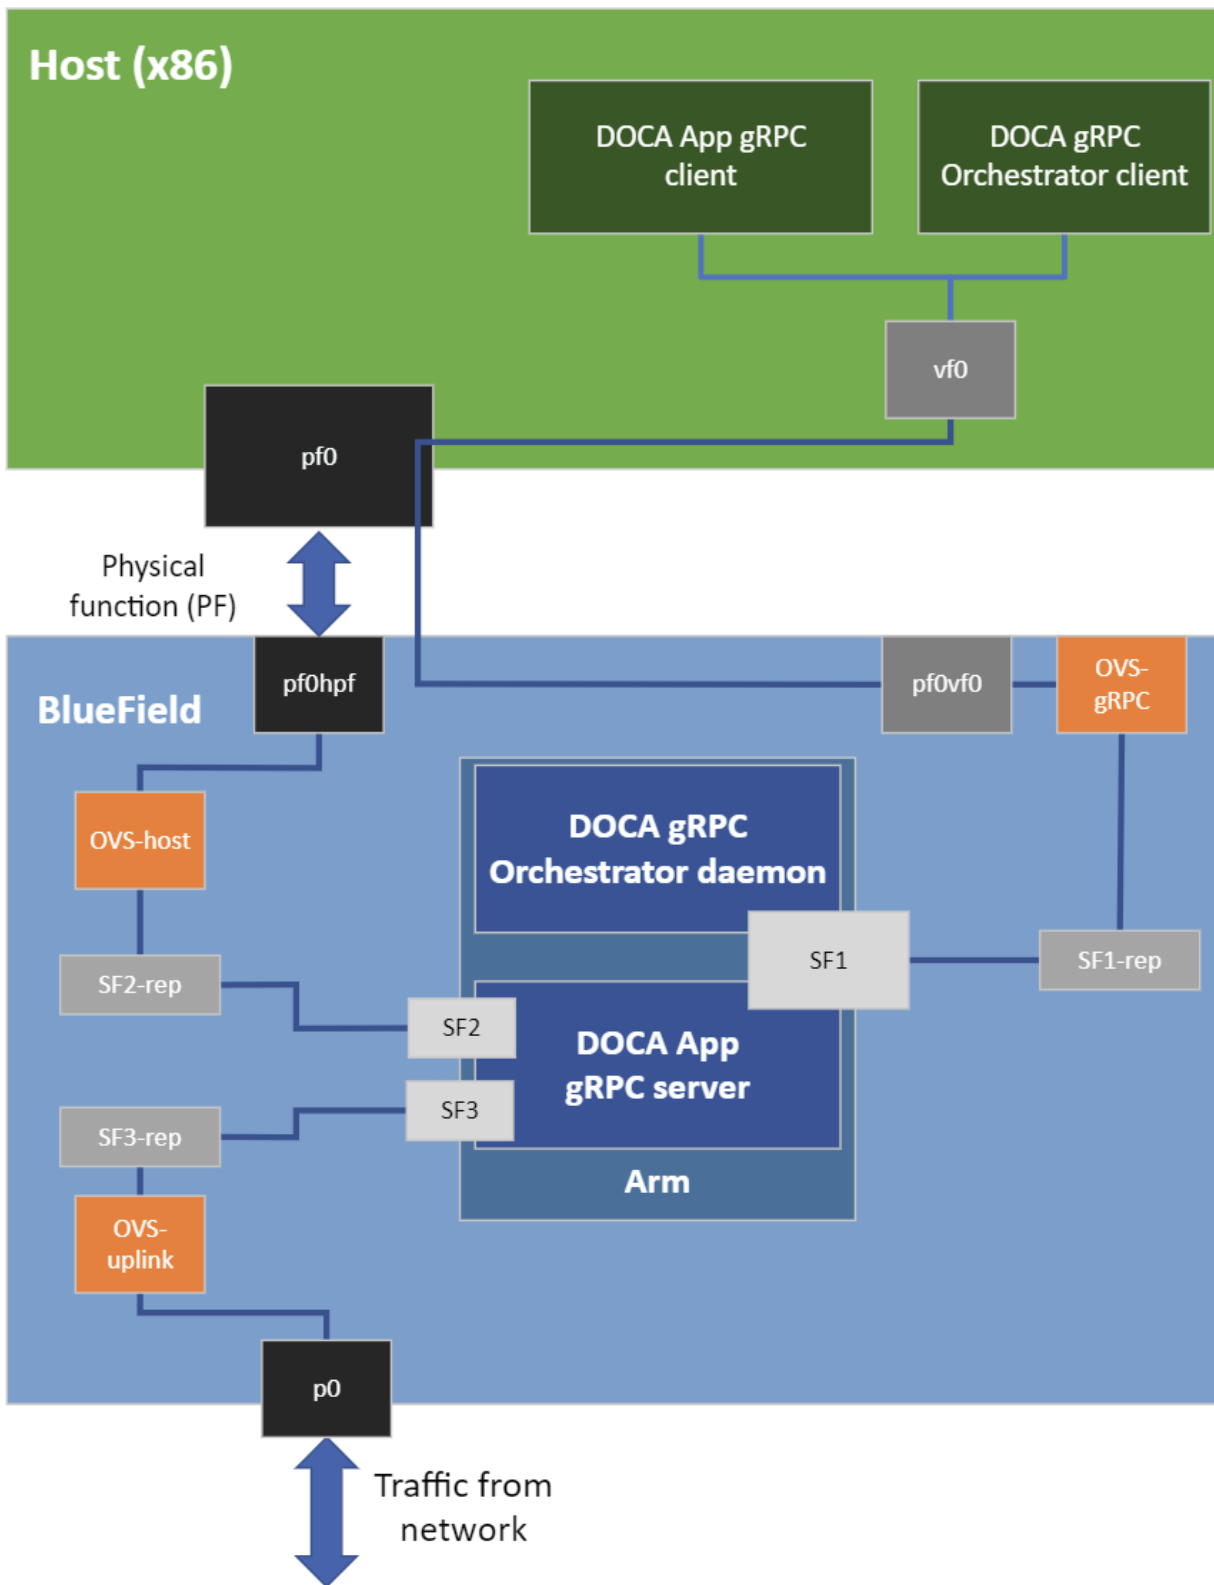 Host (x86)
DOCA App gRPC
client
DOCA gRPC
Orchestrator client
vf0
pf0
Physical
function (PF)
pf0hpf
pf0vf0
OVS-
gRPC
BlueField
OVS-host
DOCA gRPC
Orchestrator daemon
SF1
SF1-rep
SF2-rep
SF2
DOCA App
gRPC server
SF3
SF3-rep
Arm
OVS-
uplink
p0
Traffic from
network